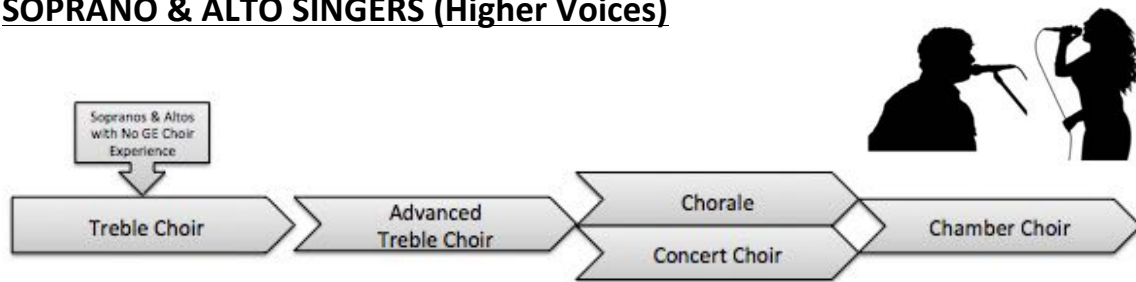 SOPRANO & ALTO SINGERS (Higher Voices)
Sopranos & Altos
with No GE Choir
Experience
Treble Choir
Advanced
Treble Choir
Chorale
Concert Choir
Chamber Choir